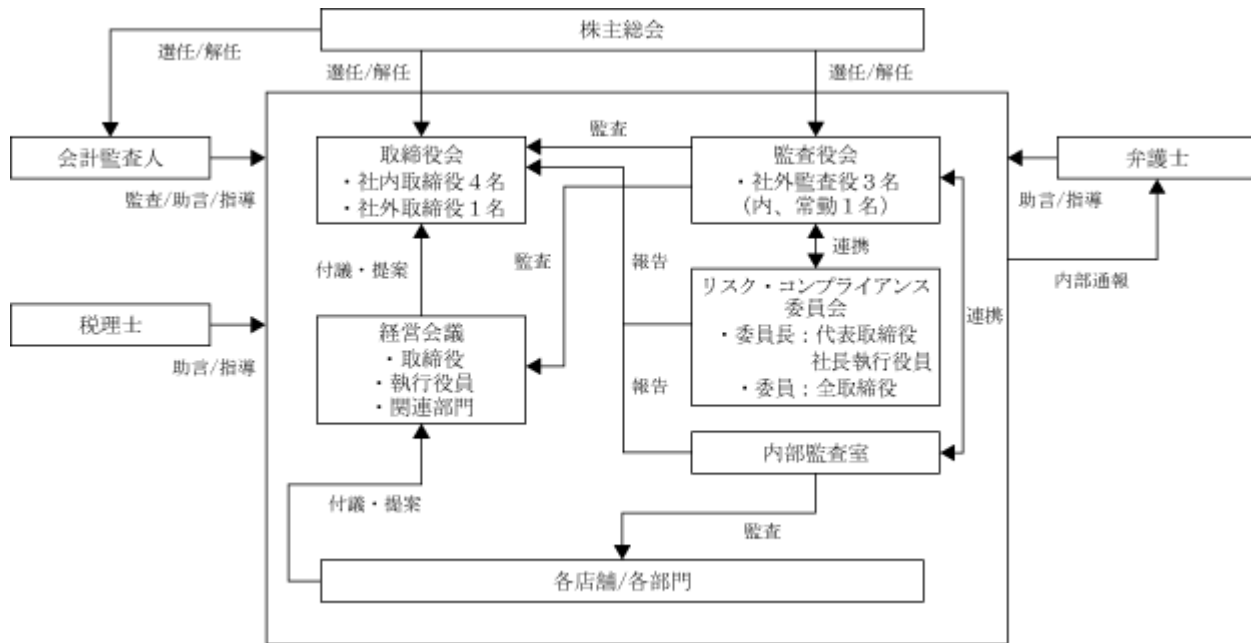 株主総会
選任/解任
選任/解任
選任/解任
会計監査人
監査/助言/指導
取締役会
・社内取締役４名
・社外取締役１名
監査
監査役会
・社外監査役３名
（内、常勤１名）
弁護士
助言/指導
内部通報
付議・提案
監査
報告
連携
リスク・コンプライアンス
委員会
・委員長：代表取締役
社長執行役員
・委員：全取締役
連携
税理士
助言/指導
経営会議
・取締役
・執行役員
・関連部門
報告
内部監査室
付議・提案
監査
各店舗/各部門